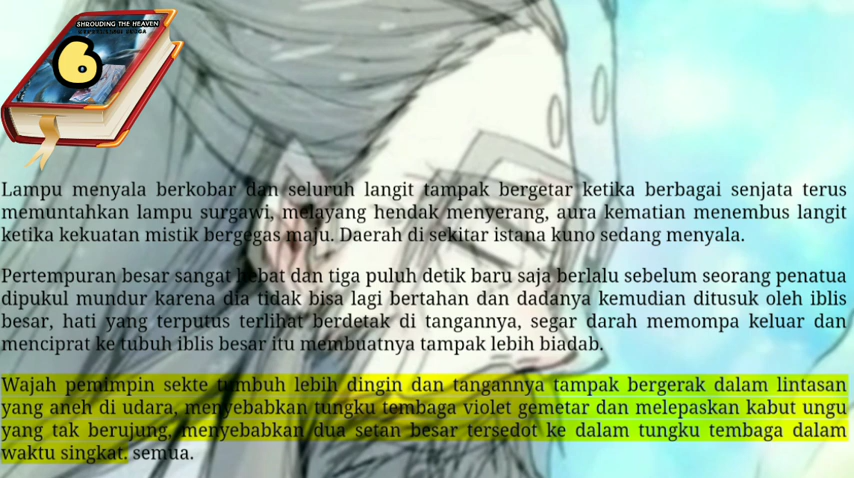 SHROUDING THE HEAVEN
6
Lampu menyala berkobar dan seluruh langit tampak bergetar ketika berbagai senjata terus
memuntahkan lampu surgawi, melayang hendak menyerang, aura kematian menembus langit
ketika kekuatan mistik bergegas maju. Daerah di sekitar istana kuno sedang menyala.
Pertempuran besar sangat hebat dan tiga puluh detik baru saja berlalu sebelum seorang penatua
dipukul mundur karena dia tidak bisa lagi bertahan dan dadanya kemudian ditusuk oleh iblis
besar, hati yang terputus terlihat berdetak di tangannya, segar darah memompa keluar dan
menciprat ke tubuh iblis besar itu membuatnya tampak lebih biadab.
Wajah pemimpin sekte tumbuh lebih dingin dan tangannya tampak bergerak dalam lintasan
yang aneh di udara, menyebabkan tungku tembaga violet gemetar dan melepaskan kabut ungu
yang tak berujung, menyebabkan dua setan besar tersedot ke dalam tungku tembaga dalam
waktu singkat. semua.